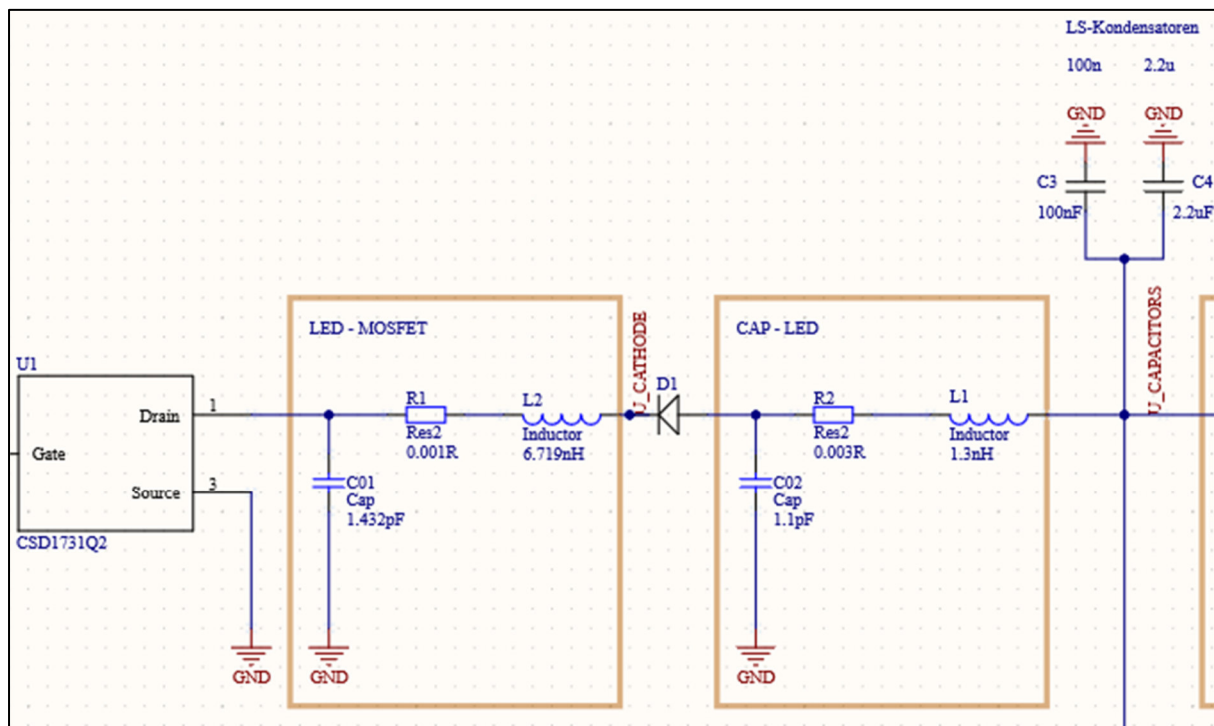 LS-Kondensatoren
100n 2.2u
GND GND
C3 C4
100nF 2.2uF
LED - MOSFET
U_CATHODE
CAP - LED
U_CAPACITORS
U1
Drain 1
Gate
Source 3
CSD1731Q2
R1
Res2
0.001R
L2
Inductor
6.719nH
D1
R2
Res2
0.003R
L1
Inductor
1.3nH
C01
Cap
1.432pF
C02
Cap
1.1pF
GND GND GND